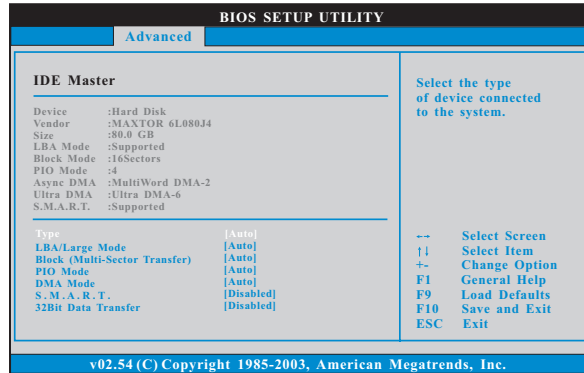 BIOS SETUP UTILITY
Advanced
IDE Master
Device :Hard Disk
Vendor :MAXTOR 6L080J4
Size :80.0 GB
LBA Mode :Supported
Block Mode :16Sectors
PIO Mode :4
Async DMA :MultiWord DMA-2
Ultra DMA :Ultra DMA-6
S.M.A.R.T. :Supported
Type [Auto]
LBA/Large Mode [Auto]
Block (Multi-Sector Transfer) [Auto]
PIO Mode [Auto]
DMA Mode [Auto]
S.M.A.R.T. [Disabled]
32Bit Data Transfer [Disabled]
Select the type
of device connected
to the system.
←→ Select Screen
↑↓ Select Item
+- Change Option
F1 General Help
F9 Load Defaults
F10 Save and Exit
ESC Exit
v02.54 (C) Copyright 1985-2003, American Megatrends, Inc.